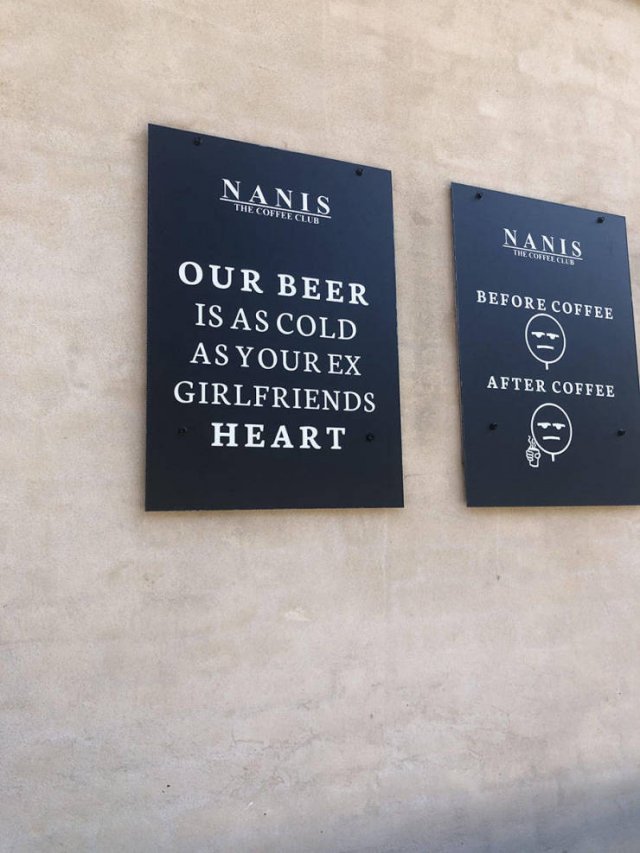 NANIS
THE COFFEE CLUB
OUR BEER
IS AS COLD
AS YOUR EX
GIRLFRIENDS
HEART
NANIS
THE COFFEE CLUB
BEFORE COFFEE
AFTER COFFEE